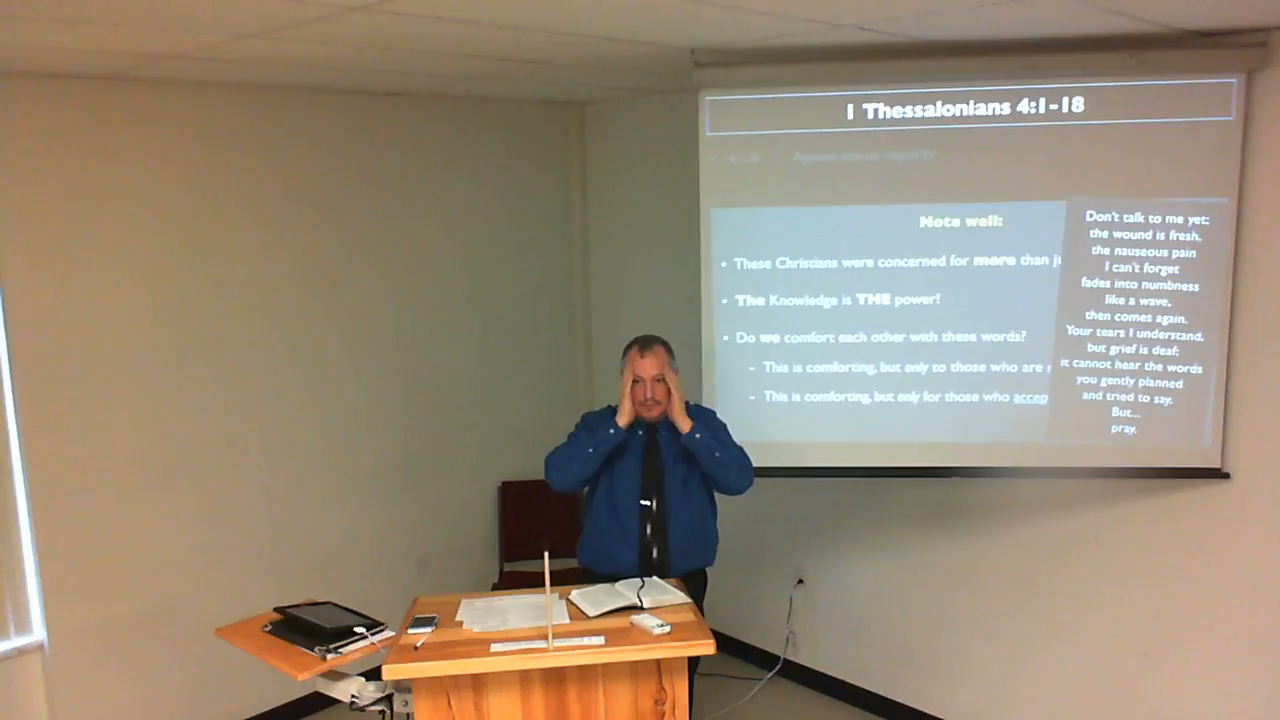 1 Thessalonians 4:1-18
Note well:
• These Christians were concerned for more than
• The Knowledge is THE power!
• Do we comfort each other with these words?
- This is comforting, but only to those who are
- This is comforting, but only for those who accep
Don't talk to me yet;
the wound is fresh,
the nauseous pain
I can't forget
fades into numbness
like a wave,
then comes again.
Your tears I understand,
but grief is deaf;
it cannot hear the words
you gently planned
and tried to say.
But...
pray.